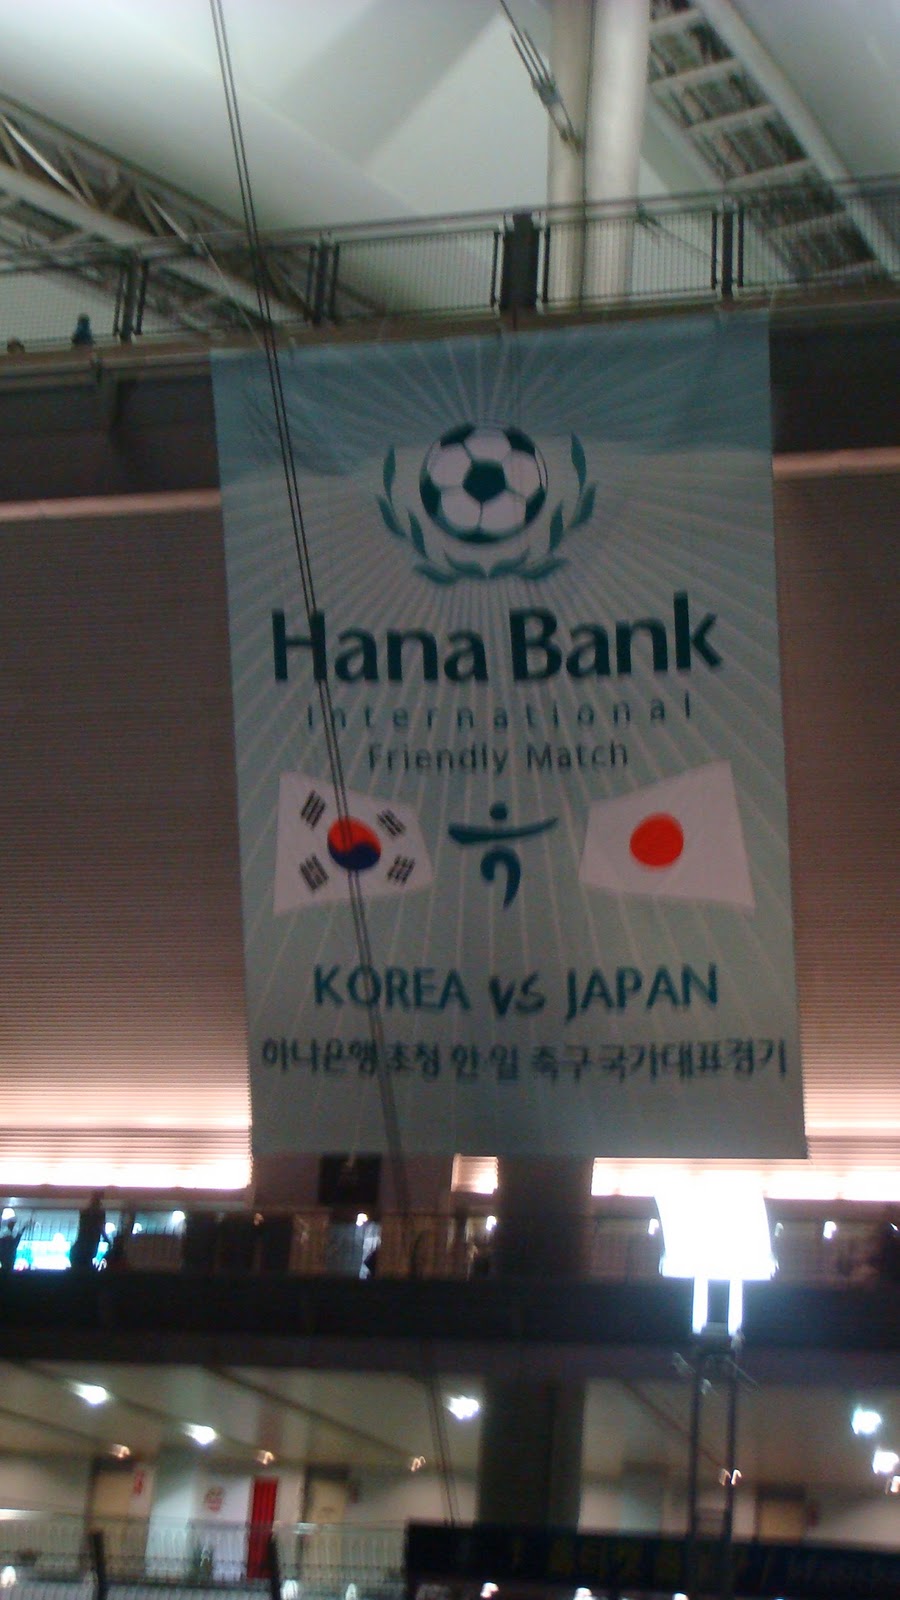 Hana Bank
International
Friendly Match
KOREA vs JAPAN
하나은행 초청 한·일 축구국가대표경기